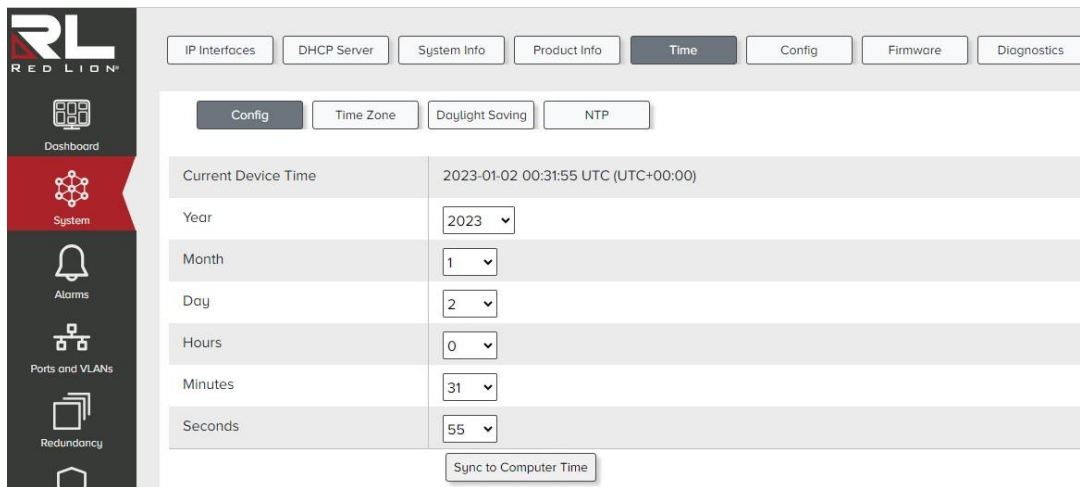 RL
RED LION®
IP Interfaces DHCP Server System Info Product Info Time Config Firmware Diagnostics
Config Time Zone Daylight Saving NTP
Dashboard
System
Alarms
Ports and VLANs
Redundancy
Current Device Time 2023-01-02 00:31:55 UTC (UTC+00:00)
Year 2023
Month 1
Day 2
Hours 0
Minutes 31
Seconds 55
Sync to Computer Time